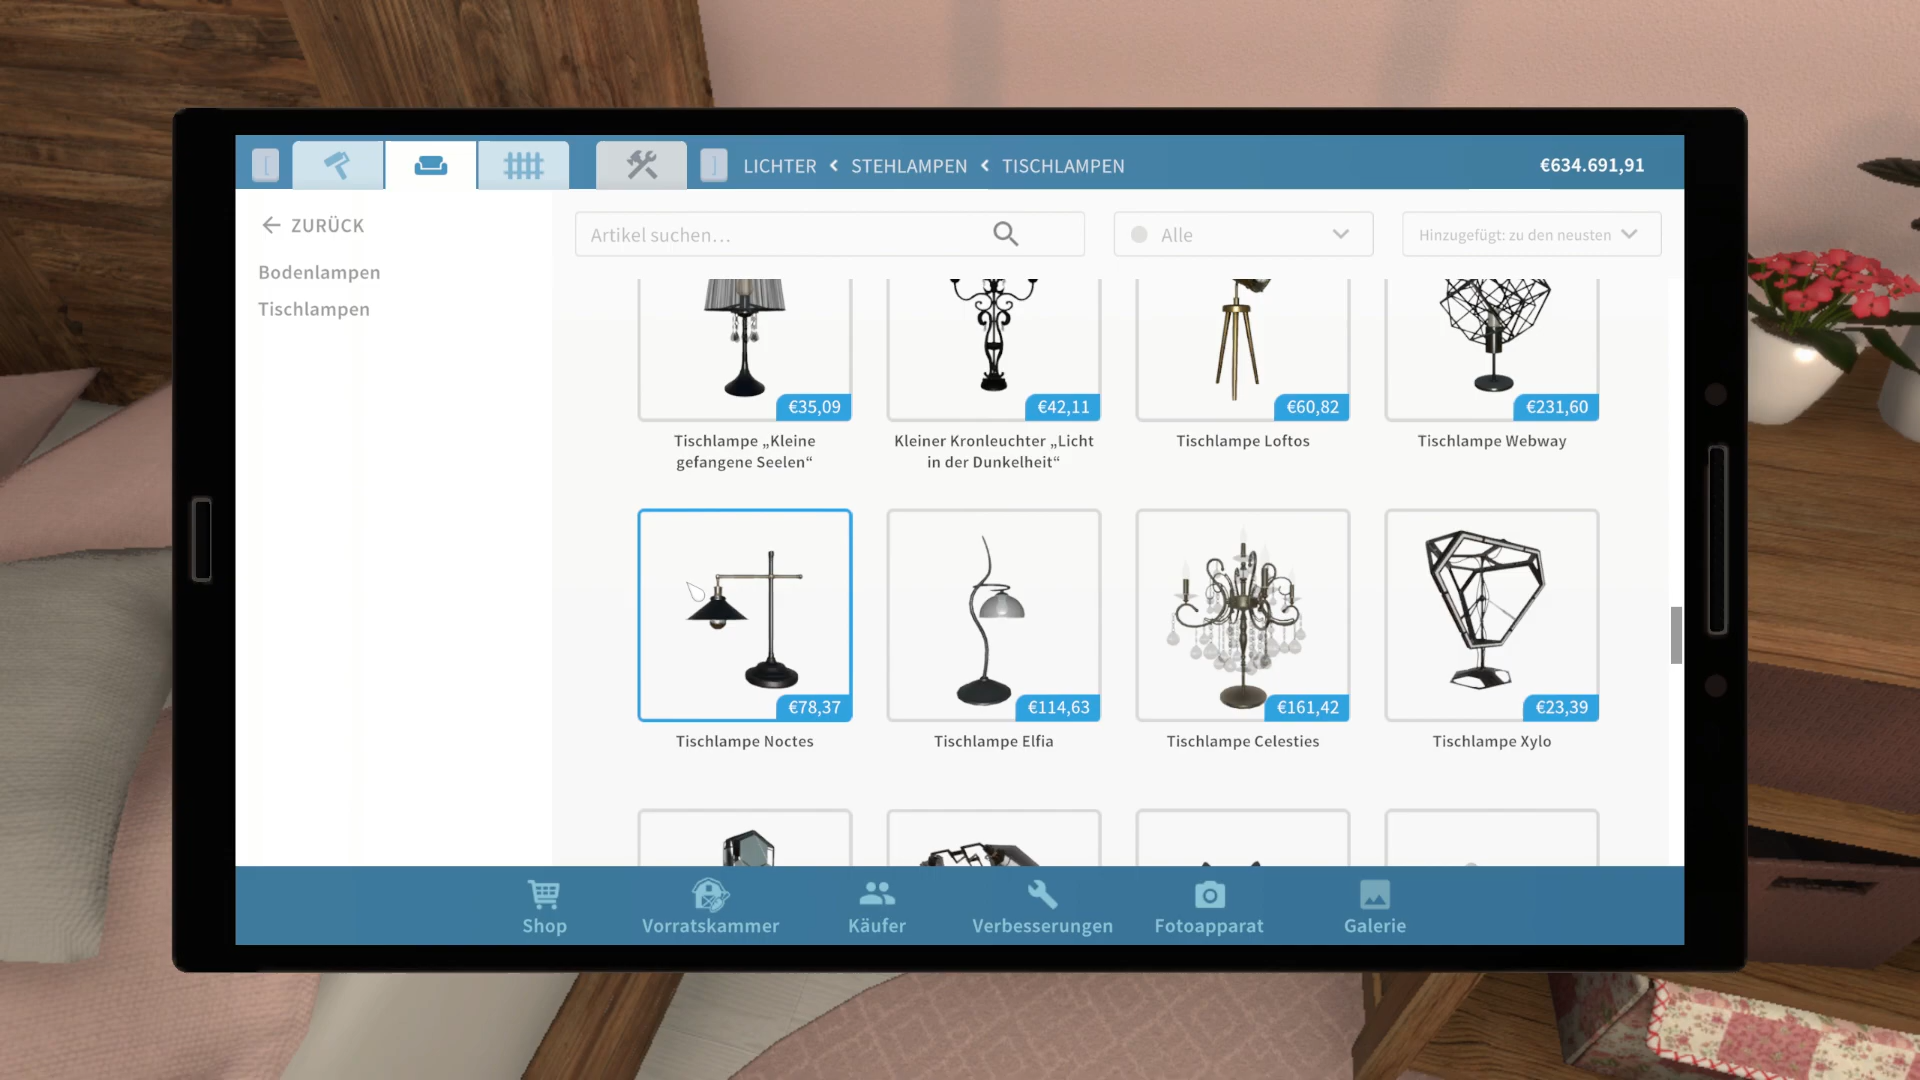 [
]
LICHTER < STEHLAMPEN < TISCHLAMPEN
€634.691,91
ZURÜCK
Bodenlampen
Tischlampen
Artikel suchen…
Alle
Hinzugefügt: zu den neusten
€35,09
€42,11
€60,82
€231,60
Tischlampe „Kleine
gefangene Seelen“
Kleiner Kronleuchter „Licht
in der Dunkelheit“
Tischlampe Loftos
Tischlampe Webway
€78,37
€114,63
€161,42
€23,39
Tischlampe Noctes
Tischlampe Elfia
Tischlampe Celesties
Tischlampe Xylo
Shop
Vorratskammer
Käufer
Verbesserungen
Fotoapparat
Galerie